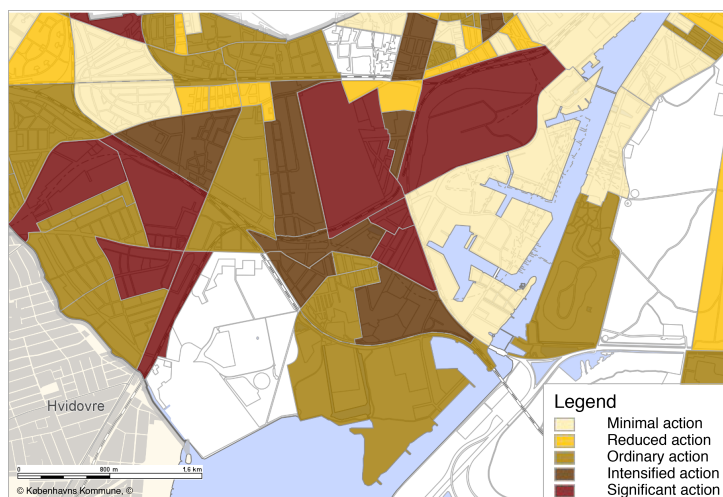 Hvidovre
0 800 m 1.6 km
© Københavns Kommune, ©
Legend
Minimal action
Reduced action
Ordinary action
Intensified action
Significant action